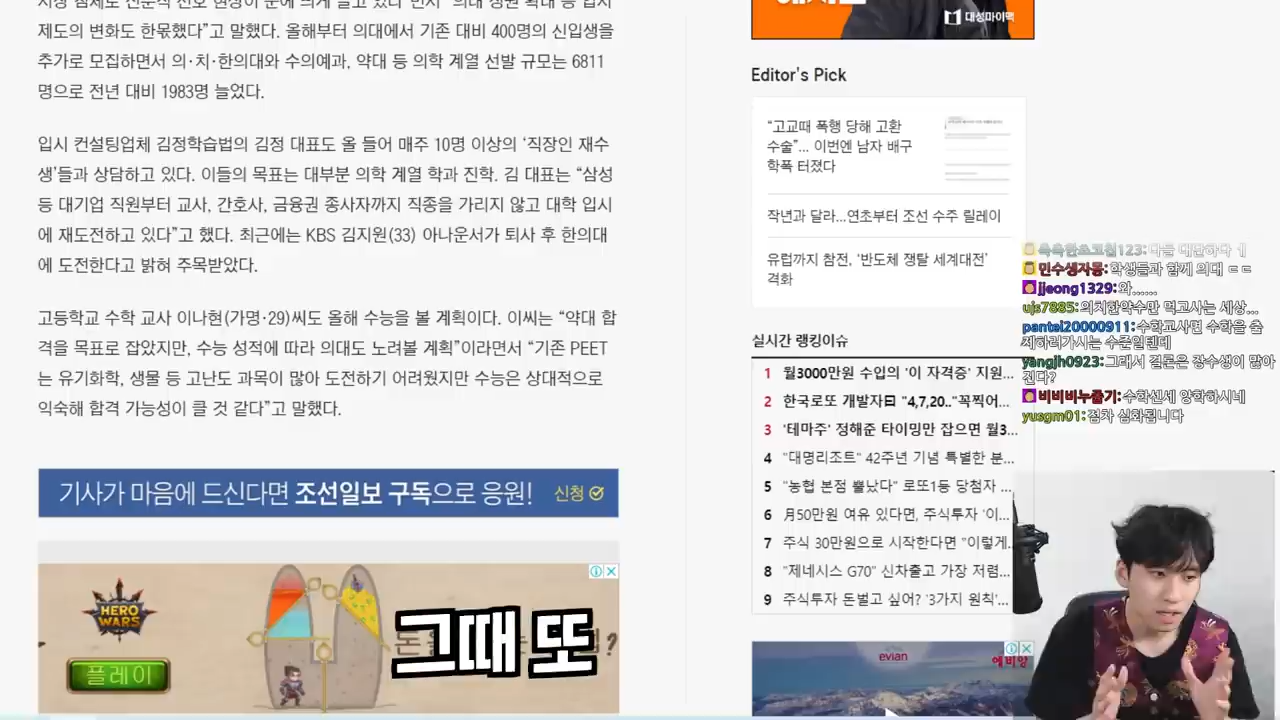 제도의 변화도 한몫했다”고 말했다. 올해부터 의대에서 기존 대비 400명의 신입생을
추가로 모집하면서 의·치·한의대와 수의예과, 약대 등 의학 계열 선발 규모는 6811
명으로 전년 대비 1983명 늘었다.
입시 컨설팅업체 김정학습법의 김정 대표도 올 들어 매주 10명 이상의 ‘직장인 재수
생’들과 상담하고 있다. 이들의 목표는 대부분 의학 계열 학과 진학. 김 대표는 “삼성
등 대기업 직원부터 교사, 간호사, 금융권 종사자까지 직종을 가리지 않고 대학 입시
에 재도전하고 있다”고 했다. 최근에는 KBS 김지원(33) 아나운서가 퇴사 후 한의대
에 도전한다고 밝혀 주목받았다.
고등학교 수학 교사 이나현(가명·29)씨도 올해 수능을 볼 계획이다. 이씨는 “약대 합
격을 목표로 잡았지만, 수능 성적에 따라 의대도 노려볼 계획”이라면서 “기존 PEET
는 유기화학, 생물 등 고난도 과목이 많아 도전하기 어려웠지만 수능은 상대적으로
익숙해 합격 가능성이 클 것 같다”고 말했다.
기사가 마음에 드신다면 조선일보 구독으로 응원! 신청
HERO
WARS
플레이
그때 또
대성마이맥
Editor's Pick
“고교때 폭행 당해 고환
수술”... 이번엔 남자 배구
학폭 터졌다
작년과 달라...연초부터 조선 수주 릴레이
유럽까지 참전, ‘반도체 쟁탈 세계대전’
격화
실시간 랭킹이슈
1 월3000만원 수입의 '이 자격증' 지원...
2 한국로또 개발자曰 "4,7,20.."꼭찍어...
3 '테마주' 정해준 타이밍만 잡으면 월3...
4 "대명리조트" 42주년 기념 특별한 분...
5 "농협 본점 뿔났다" 로또1등 당첨자 ...
6 月50만원 여유 있다면, 주식투자 '이...
7 주식 30만원으로 시작한다면 "이렇게..
8 "제네시스 G70" 신차출고 가장 저렴...
9 주식투자 돈벌고 싶어? '3가지 원칙'...
evian
123: 다들 대단하다 ㅔ
민수생자룡: 학생들과 함께 의대 ㄷㄷ
jjeong1329: 와......
ujs7885: 의치한약수만 먹고사는 세상...
pantel20000911: 수학교사면 수학을 출
제하러가시는 수준일텐데
yangjh0923: 그래서 결론은 장수생이 많아
진다?
비비비누줍기: 수학신세 양학하시네
yusgm01: 점차 심화됩니다